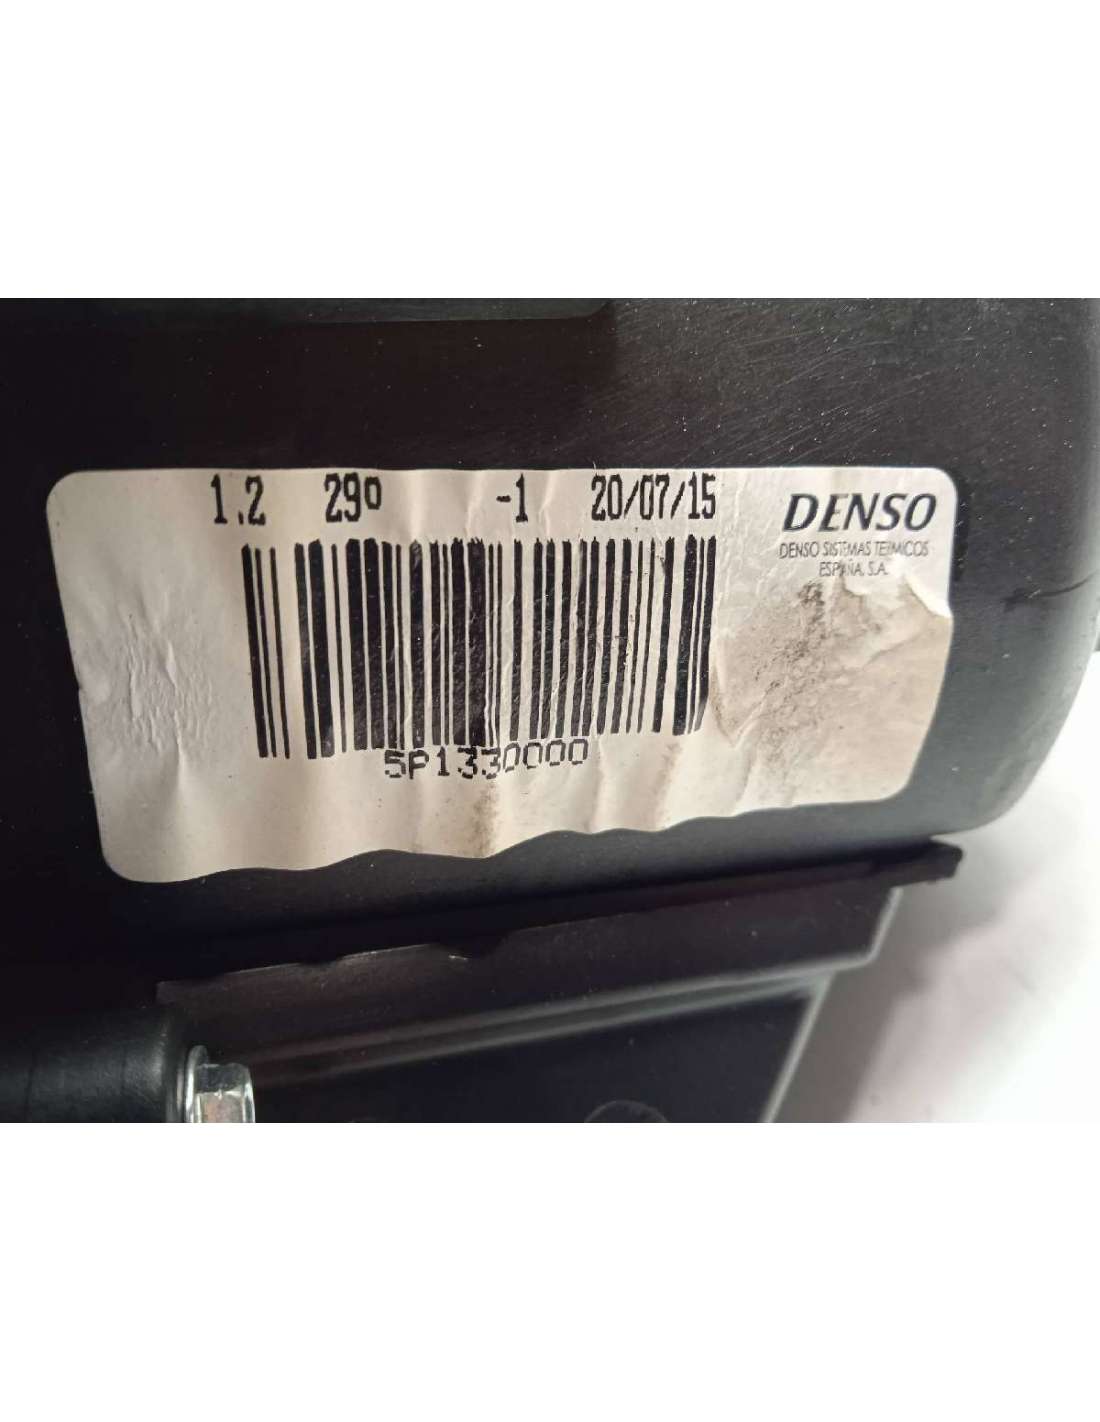 1.2 29º -1 20/07/15
DENSO
DENSO SISTEMAS TERMICOS
ESPAÑA, S.A.
5P1330000